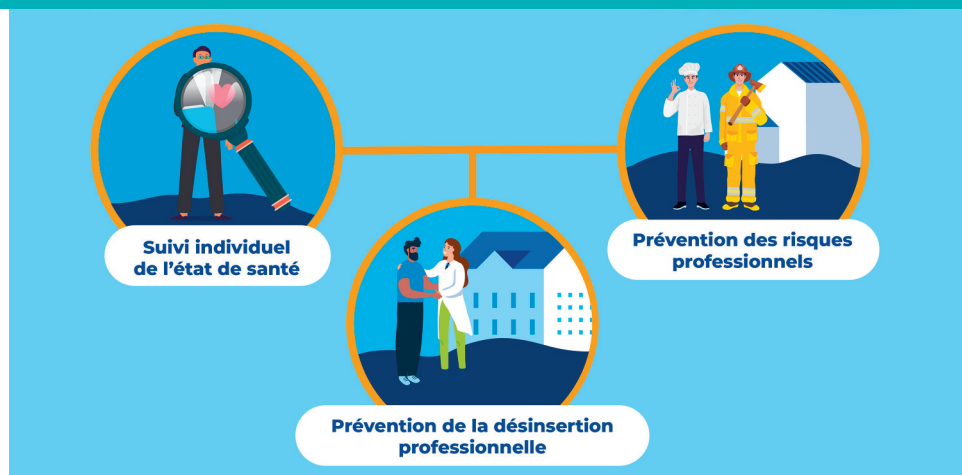 Suivi individuel
de l'état de santé
Prévention des risques
professionnels
Prévention de la désinsertion
professionnelle